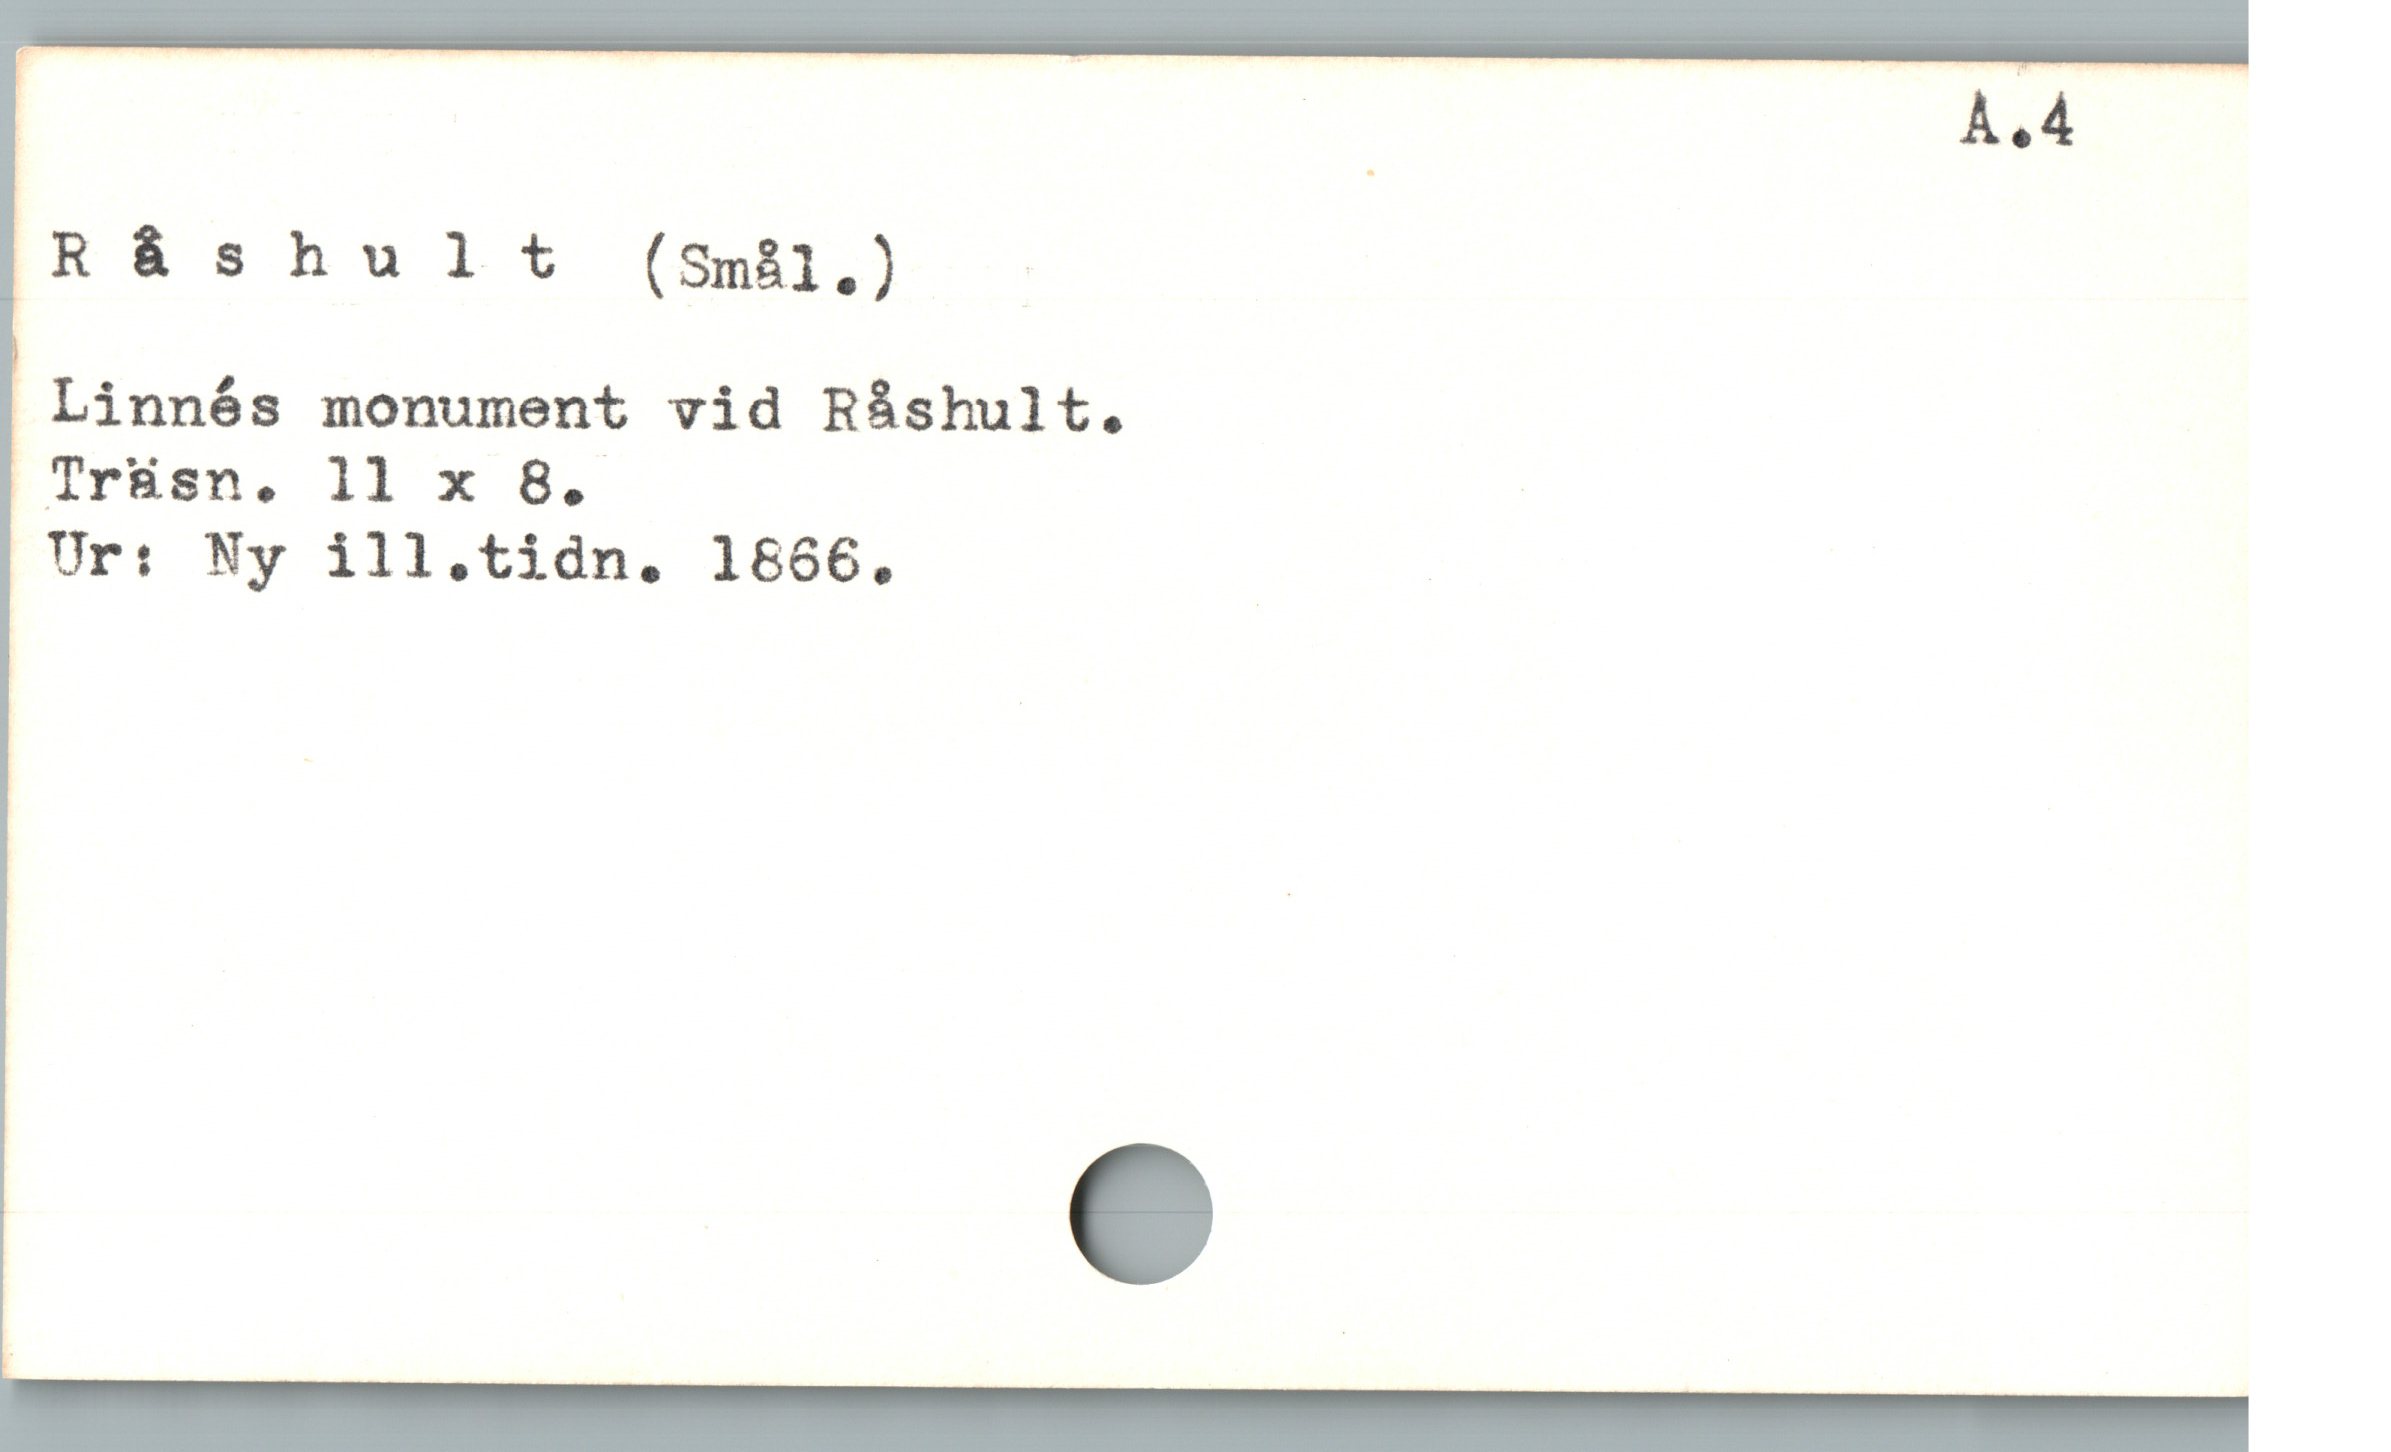 A.4
R å s h u l t (Smål.)
Linnés monument vid Råshult.
Träsn. 11 x 8.
Ur: Ny ill.tidn. 1866.